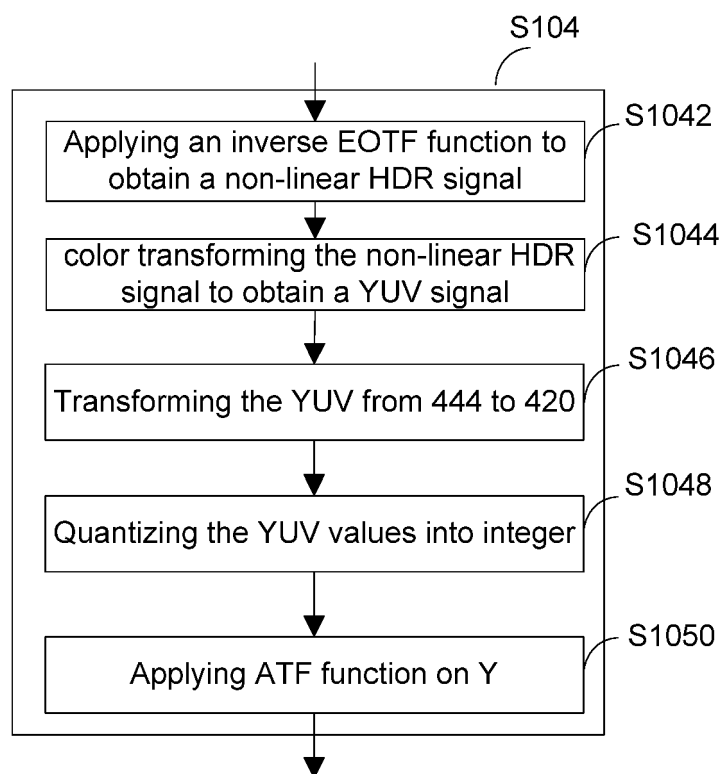 S104
S1042
Applying an inverse EOTF function to
obtain a non-linear HDR signal
S1044
color transforming the non-linear HDR
signal to obtain a YUV signal
S1046
Transforming the YUV from 444 to 420
S1048
Quantizing the YUV values into integer
S1050
Applying ATF function on Y